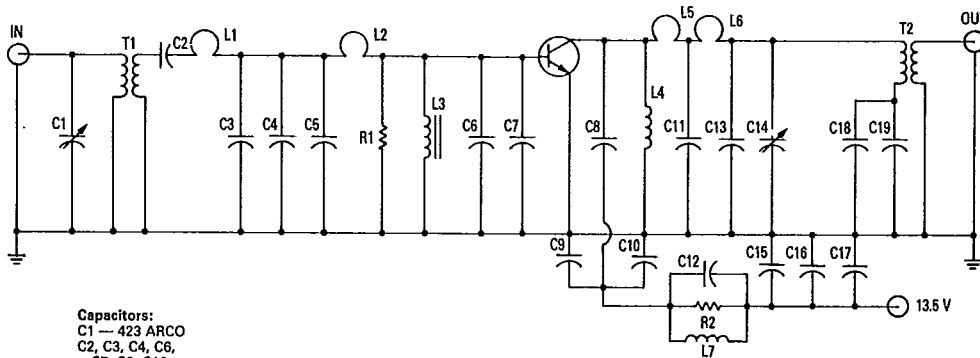 IN
T1
C2
L1
L2
L5
L6
T2
OU
C1
C3
C4
C5
R1
L3
C6
C7
C8
L4
C11
C13
C14
C18
C19
C9
C10
C12
C15
C16
C17
R2
L7
13.5 V
Capacitors:
C1 — 423 ARCO
C2, C3, C4, C6,